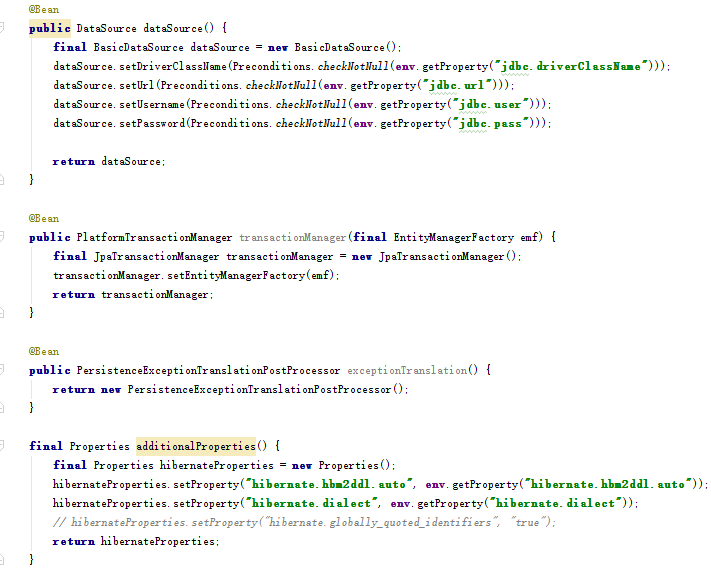 @Bean
public DataSource dataSource() {
final BasicDataSource dataSource = new BasicDataSource();
dataSource.setDriverClassName(Preconditions.checkNotNull(env.getProperty("jdbc.driverClassName")));
dataSource.setUrl(Preconditions.checkNotNull(env.getProperty("jdbc.url")));
dataSource.setUsername(Preconditions.checkNotNull(env.getProperty("jdbc.user")));
dataSource.setPassword(Preconditions.checkNotNull(env.getProperty("jdbc.pass")));
return dataSource;
}
@Bean
public PlatformTransactionManager transactionManager(final EntityManagerFactory emf) {
final JpaTransactionManager transactionManager = new JpaTransactionManager();
transactionManager.setEntityManagerFactory(emf);
return transactionManager;
}
@Bean
public PersistenceExceptionTranslationPostProcessor exceptionTranslation() {
return new PersistenceExceptionTranslationPostProcessor();
}
final Properties additionalProperties() {
final Properties hibernateProperties = new Properties();
hibernateProperties.setProperty("hibernate.hbm2ddl.auto", env.getProperty("hibernate.hbm2ddl.auto"));
hibernateProperties.setProperty("hibernate.dialect", env.getProperty("hibernate.dialect"));
// hibernateProperties.setProperty("hibernate.globally_quoted_identifiers", "true");
return hibernateProperties;
}